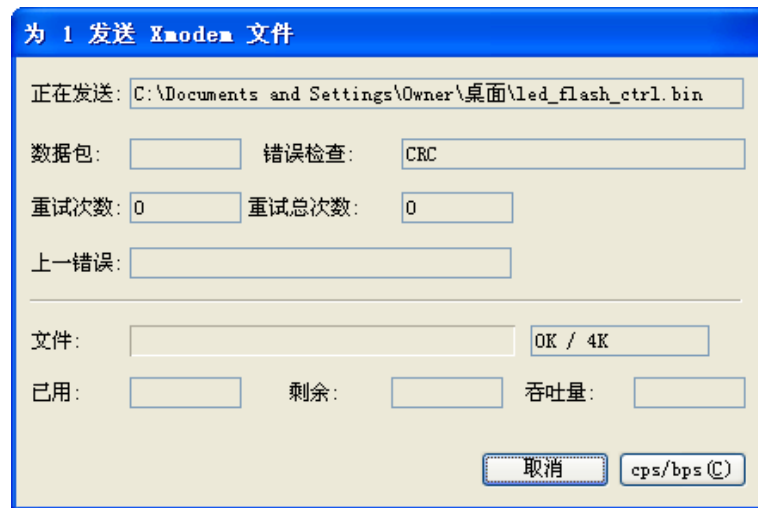 为 1 发送 Xmodem 文件
正在发送: C:\Documents and Settings\Owner\桌面\led_flash_ctrl.bin
数据包: 错误检查: CRC
重试次数: 0 重试总次数: 0
上一错误:
文件: 0K / 4K
已用: 剩余: 吞吐量:
取消 cps/bps(C)